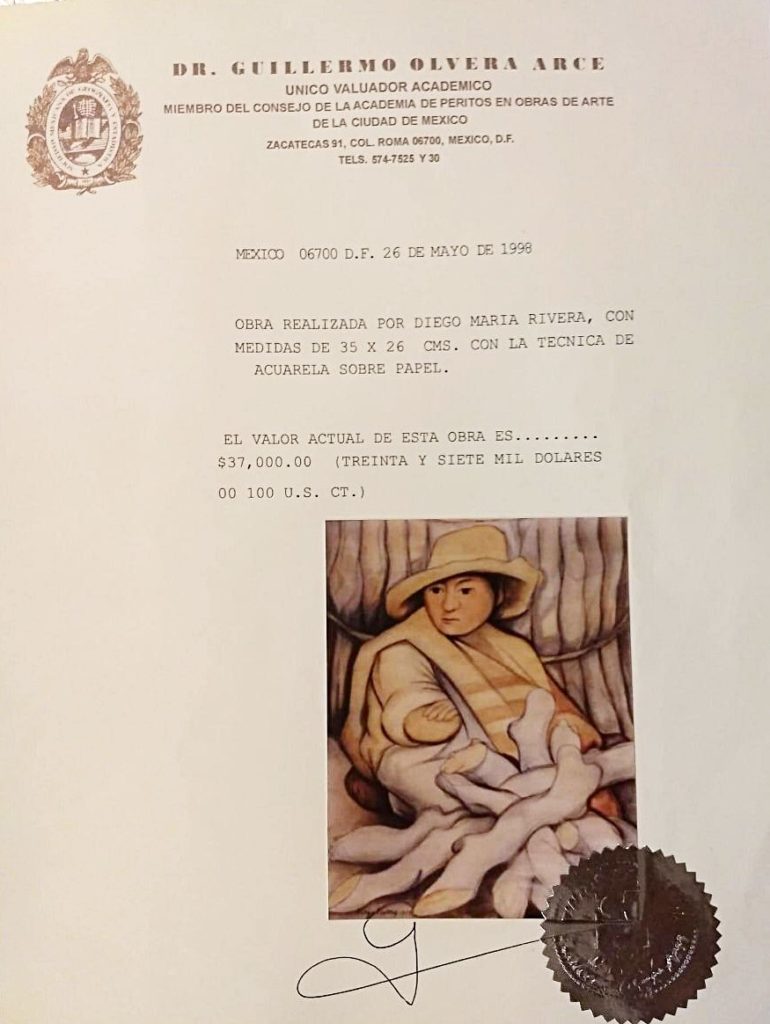 DR. GUILLERMO OLVERA ARCE
UNICO VALUADOR ACADEMICO
MIEMBRO DEL CONSEJO DE LA ACADEMIA DE PERITOS EN OBRAS DE ARTE
DE LA CIUDAD DE MEXICO
ZACATECAS 91, COL. ROMA 06700, MEXICO, D.F.
TELS. 574-7525 Y 30
MEXICO 06700 D.F. 26 DE MAYO DE 1998
OBRA REALIZADA POR DIEGO MARIA RIVERA, CON
MEDIDAS DE 35 X 26 CMS. CON LA TECNICA DE
ACUARELA SOBRE PAPEL.
EL VALOR ACTUAL DE ESTA OBRA ES.........
$37,000.00 (TREINTA Y SIETE MIL DOLARES
00 100 U.S. CT.)